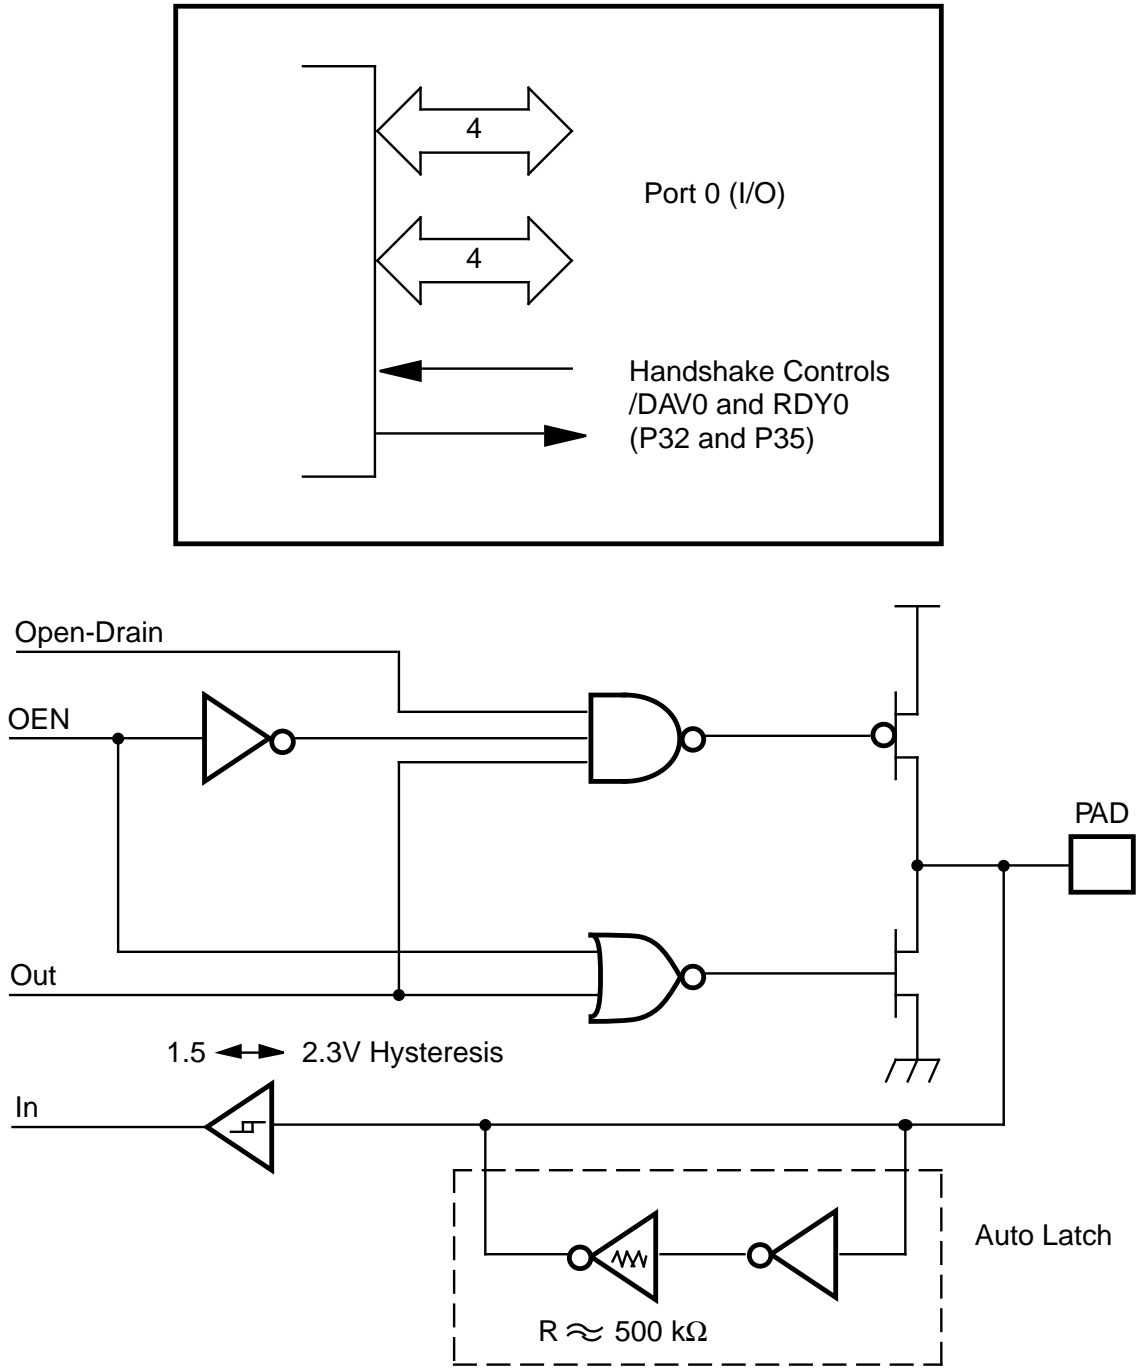 4
Port 0 (I/O)
4
Handshake Controls
/DAV0 and RDY0
(P32 and P35)
Open-Drain
OEN
PAD
Out
1.5 2.3V Hysteresis
In
Auto Latch
R ≈ 500 kΩ